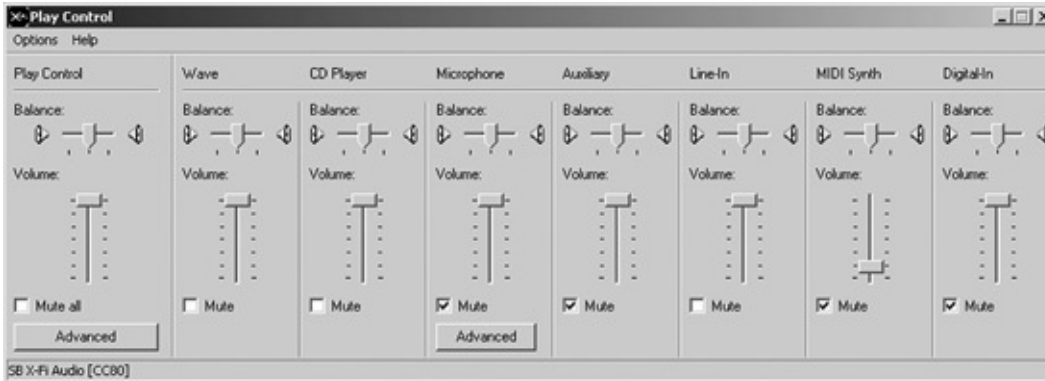 Play Control
Options Help
Play Control Wave CD Player Microphone Auxiliary Line-In MIDI Synth Digital-In
Balance: Balance: Balance: Balance: Balance: Balance: Balance: Balance:
Volume: Volume: Volume: Volume: Volume: Volume: Volume: Volume:
Mute all Mute Mute Mute Mute Mute Mute Mute
Advanced Advanced
SB X-Fi Audio [CC80]